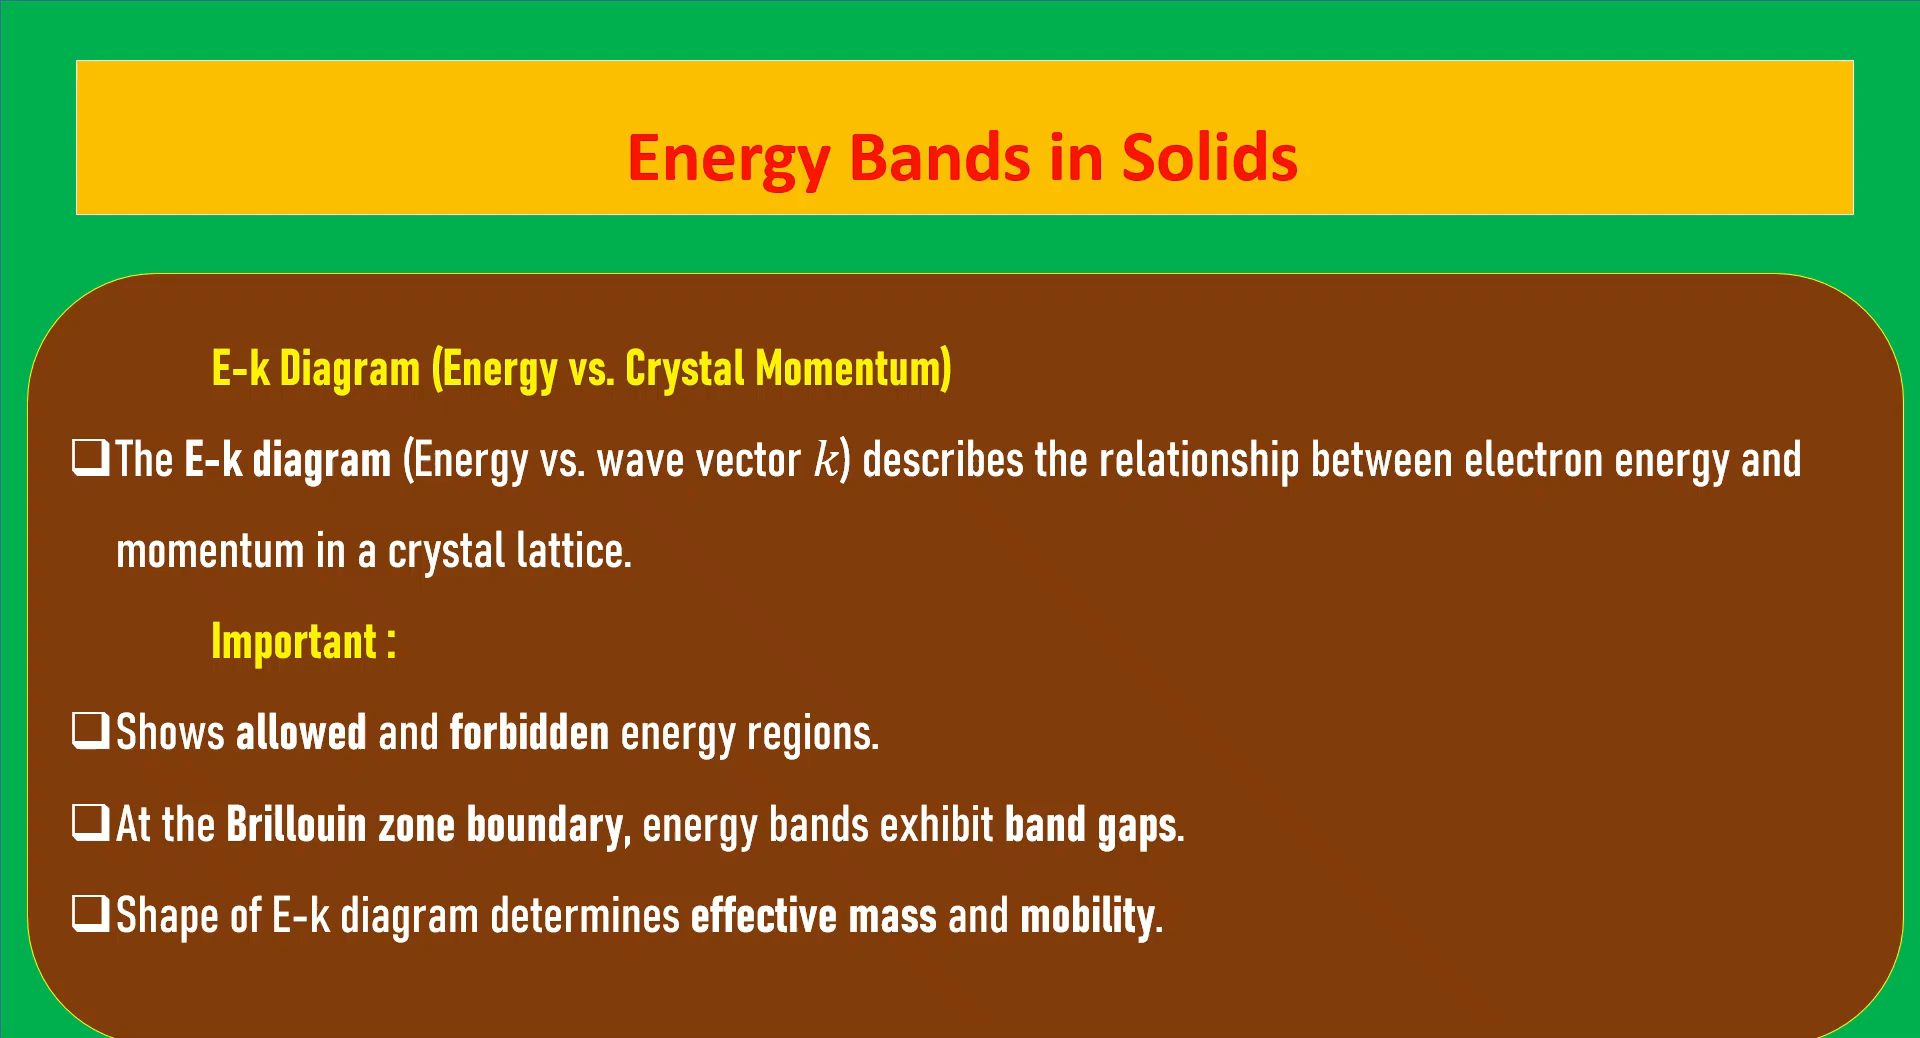 Energy Bands in Solids
E-k Diagram (Energy vs. Crystal Momentum)
❑The E-k diagram (Energy vs. wave vector k) describes the relationship between electron energy and
momentum in a crystal lattice.
Important :
❑Shows allowed and forbidden energy regions.
❑At the Brillouin zone boundary, energy bands exhibit band gaps.
❑Shape of E-k diagram determines effective mass and mobility.